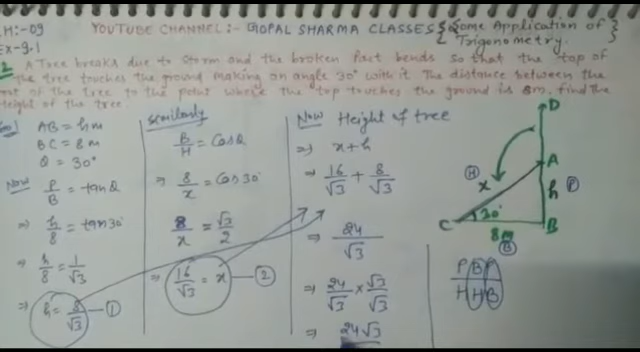 H:-09 YOUTUBE CHANNEL:- GOPAL SHARMA CLASSES { Some Application of Trigonometry. }
Ex-9.1
2 A Tree breaks due to storm and the broken part bends so that the top of
the tree touches the ground making an angle 30° with it. The distance between the
of the tree to the point where the top touches the ground is 8m, find the
height of the tree.
AB = h m
BC = 8 m
θ = 30°
Now P/B = tan θ
⇒ h/8 = tan 30°
⇒ h/8 = 1/√3
⇒ h = 8/√3 —①
Similarly
B/H = Cos θ
⇒ 8/x = Cos 30°
8/x = √3/2
⇒ 16/√3 = x —②
Now Height of tree
⇒ x + h
⇒ 16/√3 + 8/√3
⇒ 24/√3
⇒ 24/√3 × √3/√3
⇒ 24√3
D
A
H
x
h
P
C
30°
B
8m
B
P B P
H H B